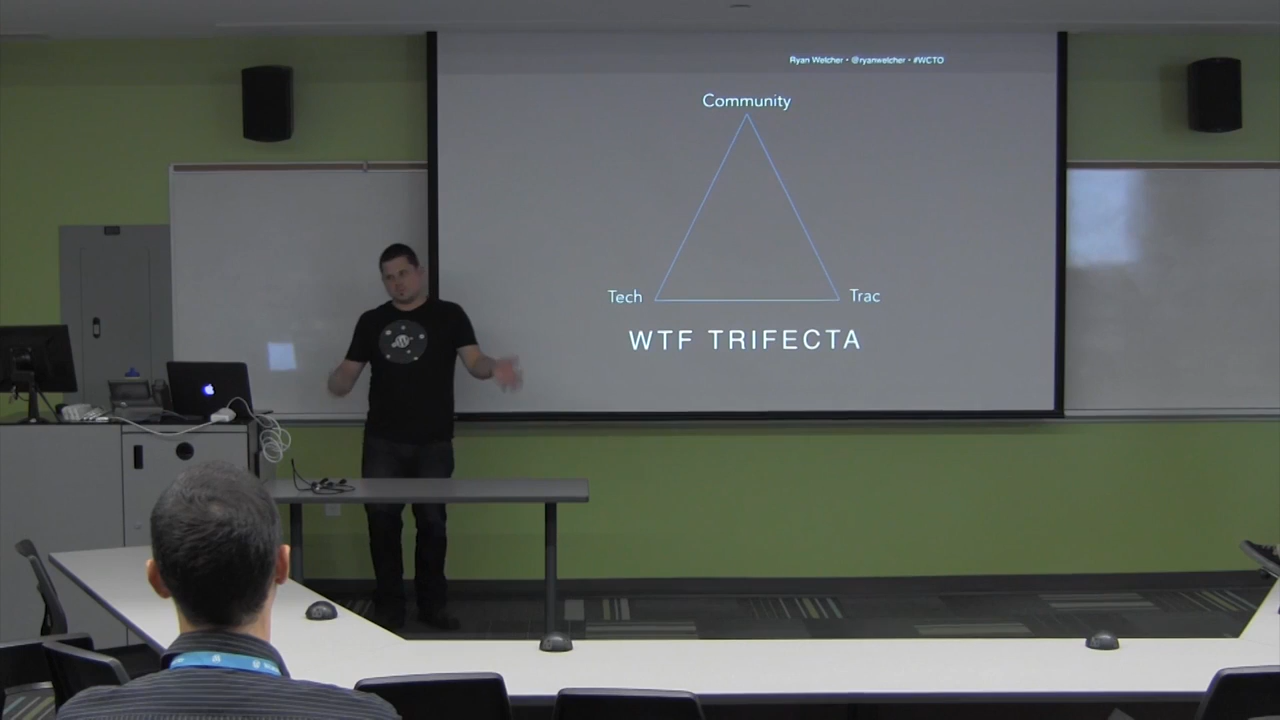 Ryan Welcher • @ryanwelcher • #WCTO
Community
Tech
Trac
WTF TRIFECTA